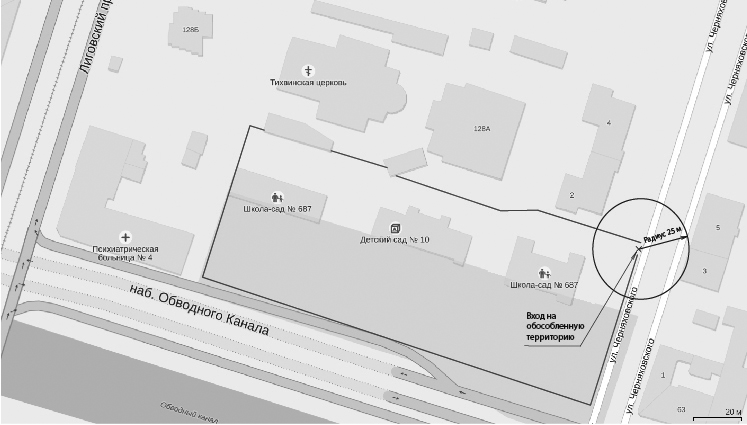 128Б
Лиговский пр
ул. Черняховск
ул. Черняховс
Тихвинская церковь
128А
4
2
Школа-сад № 687
Детский сад № 10
Школа-сад № 687
Психиатрическая
больница № 4
Радиус 25 м
5
3
наб. Обводного Канала
Вход на
обособленную
территорию
ул. Черняховского
ул. Черняховского
1
63
Обводный канал
20 м